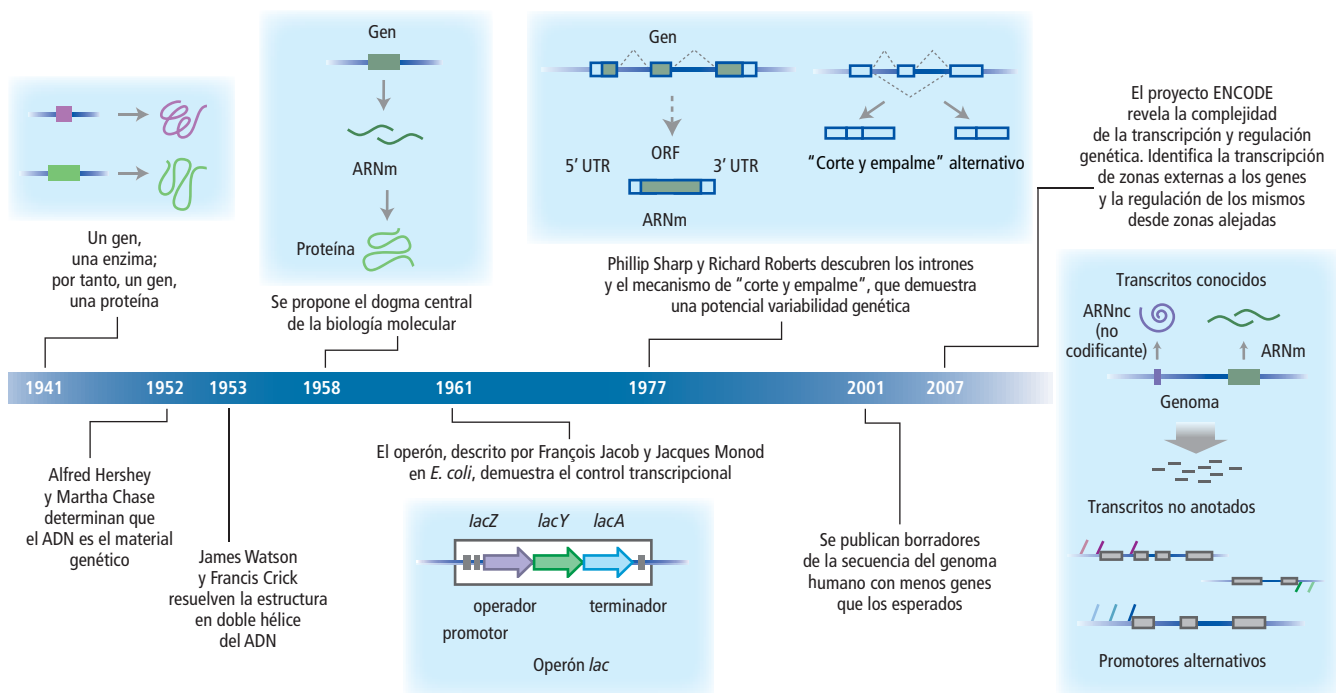 Un gen,
una enzima;
por tanto, un gen,
una proteína
Gen
ARNm
Proteína
Se propone el dogma central
de la biología molecular
Gen
5’ UTR
ORF
3’ UTR
ARNm
“Corte y empalme” alternativo
Phillip Sharp y Richard Roberts descubren los intrones
y el mecanismo de “corte y empalme”, que demuestra
una potencial variabilidad genética
El proyecto ENCODE
revela la complejidad
de la transcripción y regulación
genética. Identifica la transcripción
de zonas externas a los genes
y la regulación de los mismos
desde zonas alejadas
1941 1952 1953 1958 1961 1977 2001 2007
Alfred Hershey
y Martha Chase
determinan que
el ADN es el material
genético
James Watson
y Francis Crick
resuelven la estructura
en doble hélice
del ADN
El operón, descrito por François Jacob y Jacques Monod
en E. coli, demuestra el control transcripcional
lacZ lacY lacA
operador terminador
promotor
Operón lac
Se publican borradores
de la secuencia del genoma
humano con menos genes
que los esperados
Transcritos conocidos
ARNnc
(no
codificante)
ARNm
Genoma
Transcritos no anotados
Promotores alternativos